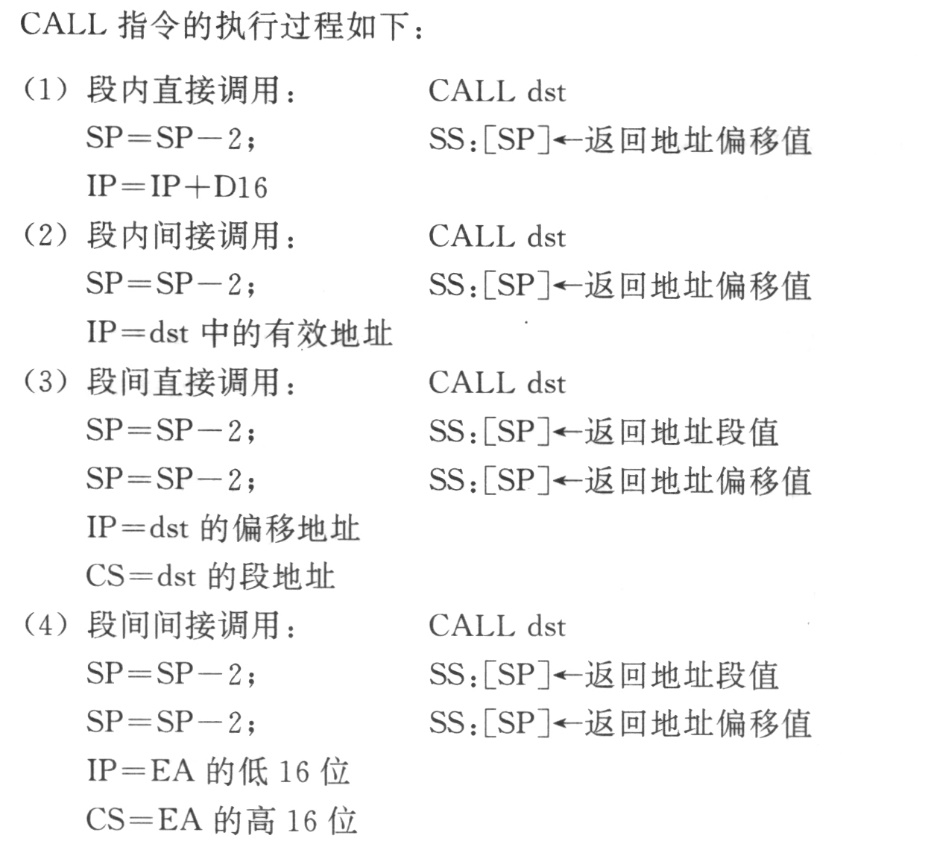 CALL 指令的执行过程如下：
（1）段内直接调用： CALL dst
SP＝SP－2； SS：[SP]←返回地址偏移值
IP＝IP＋D16
（2）段内间接调用： CALL dst
SP＝SP－2； SS：[SP]←返回地址偏移值
IP＝dst 中的有效地址
（3）段间直接调用： CALL dst
SP＝SP－2； SS：[SP]←返回地址段值
SP＝SP－2； SS：[SP]←返回地址偏移值
IP＝dst 的偏移地址
CS＝dst 的段地址
（4）段间间接调用： CALL dst
SP＝SP－2； SS：[SP]←返回地址段值
SP＝SP－2； SS：[SP]←返回地址偏移值
IP＝EA 的低 16 位
CS＝EA 的高 16 位